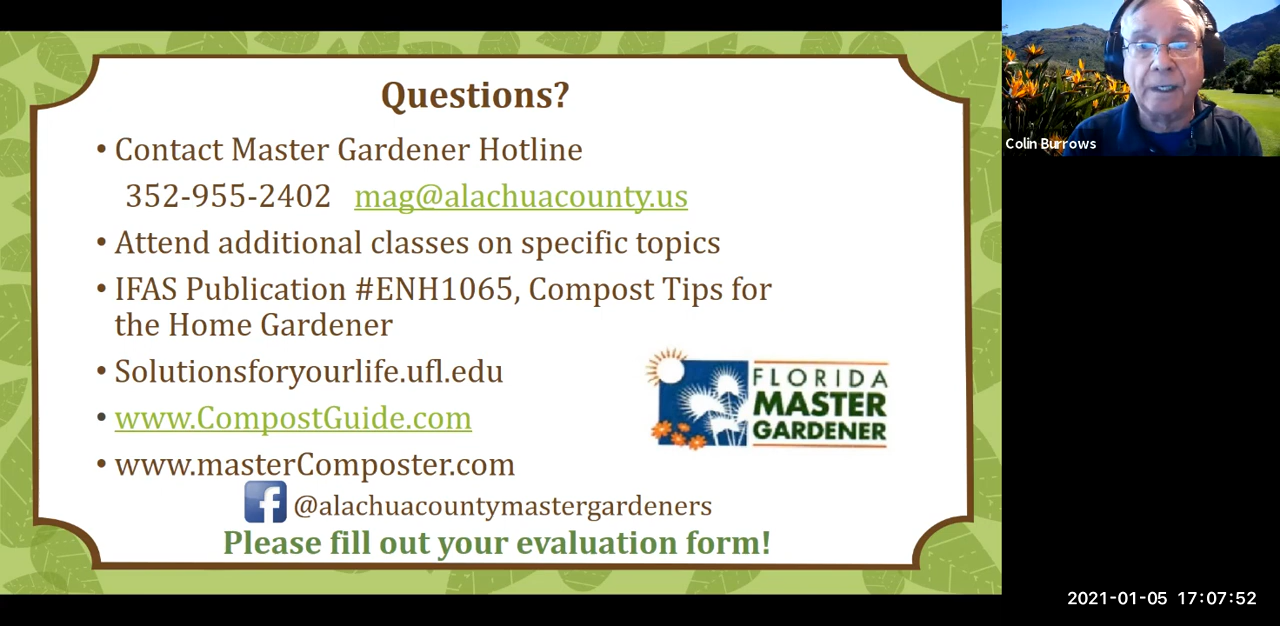 Questions?
• Contact Master Gardener Hotline
352-955-2402 mag@alachuacounty.us
• Attend additional classes on specific topics
• IFAS Publication #ENH1065, Compost Tips for
the Home Gardener
• Solutionsforyourlife.ufl.edu
• www.CompostGuide.com
• www.masterComposter.com
@alachuacountymastergardeners
Please fill out your evaluation form!
FLORIDA
MASTER
GARDENER
Colin Burrows
2021-01-05 17:07:52